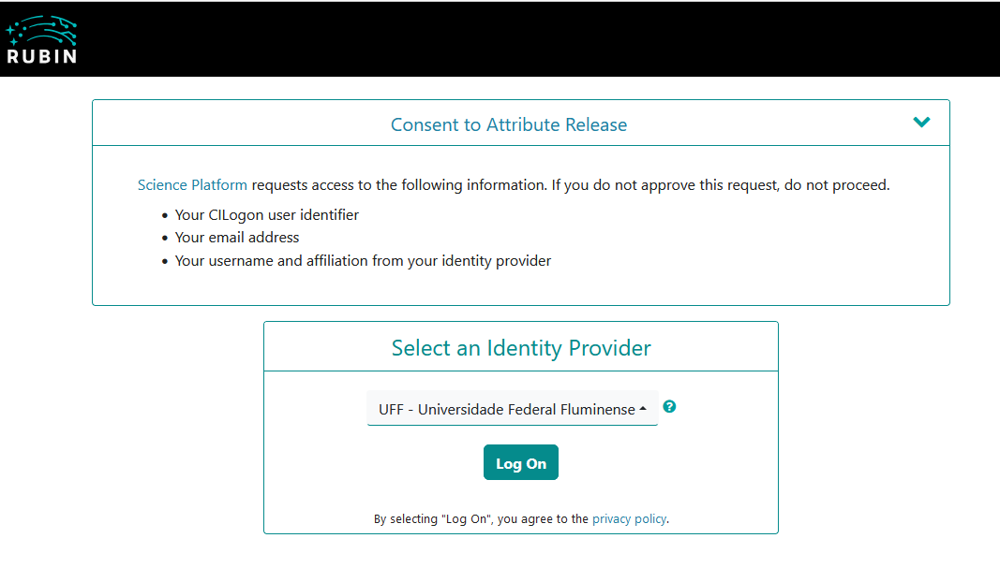 RUBIN
Consent to Attribute Release
Science Platform requests access to the following information. If you do not approve this request, do not proceed.
• Your CILogon user identifier
• Your email address
• Your username and affiliation from your identity provider
Select an Identity Provider
UFF - Universidade Federal Fluminense
Log On
By selecting "Log On", you agree to the privacy policy.